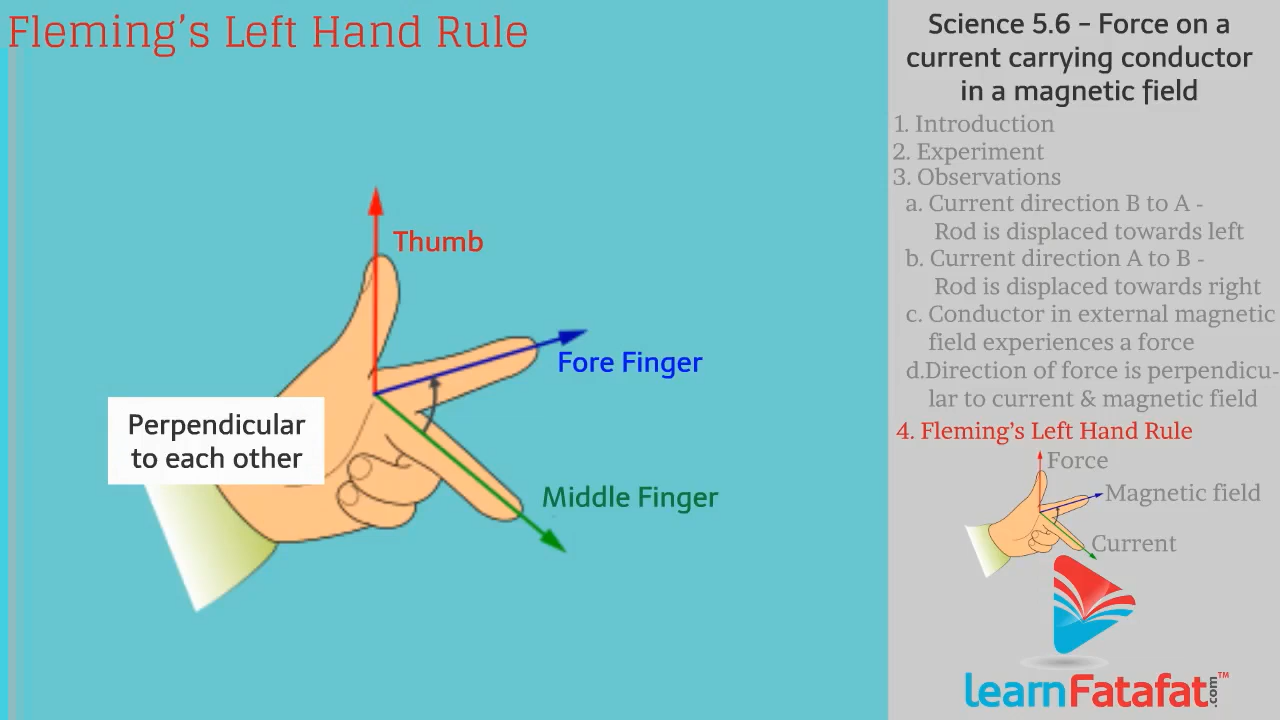 Fleming's Left Hand Rule
Thumb
Fore Finger
Perpendicular
to each other
Middle Finger
Science 5.6 – Force on a
current carrying conductor
in a magnetic field
1. Introduction
2. Experiment
3. Observations
a. Current direction B to A -
Rod is displaced towards left
b. Current direction A to B -
Rod is displaced towards right
c. Conductor in external magnetic
field experiences a force
d.Direction of force is perpendicu-
lar to current & magnetic field
4. Fleming's Left Hand Rule
Force
Magnetic field
Current
learnFatafat.com™